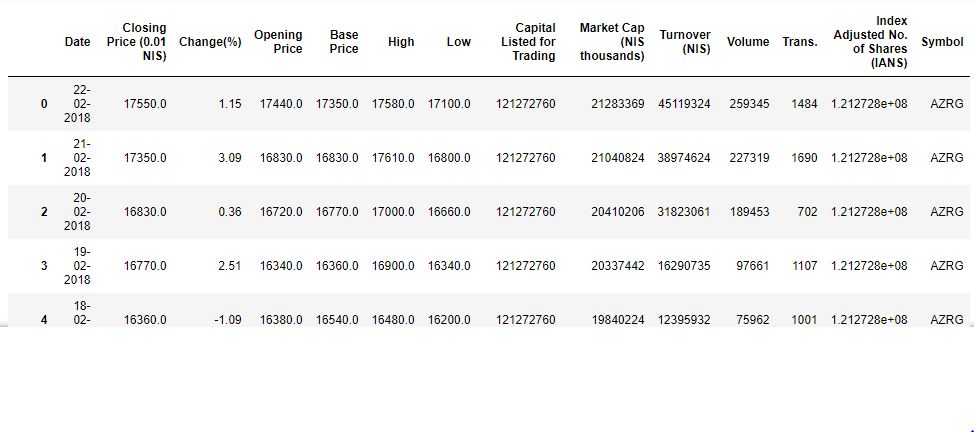 Date Closing Price (0.01 NIS) Change(%) Opening Price Base Price High Low Capital Listed for Trading Market Cap (NIS thousands) Turnover (NIS) Volume Trans. Index Adjusted No. of Shares (IANS) Symbol
0 22-02-2018 17550.0 1.15 17440.0 17350.0 17580.0 17100.0 121272760 21283369 45119324 259345 1484 1.212728e+08 AZRG
1 21-02-2018 17350.0 3.09 16830.0 16830.0 17610.0 16800.0 121272760 21040824 38974624 227319 1690 1.212728e+08 AZRG
2 20-02-2018 16830.0 0.36 16720.0 16770.0 17000.0 16660.0 121272760 20410206 31823061 189453 702 1.212728e+08 AZRG
3 19-02-2018 16770.0 2.51 16340.0 16360.0 16900.0 16340.0 121272760 20337442 16290735 97661 1107 1.212728e+08 AZRG
4 18-02- 16360.0 -1.09 16380.0 16540.0 16480.0 16200.0 121272760 19840224 12395932 75962 1001 1.212728e+08 AZRG